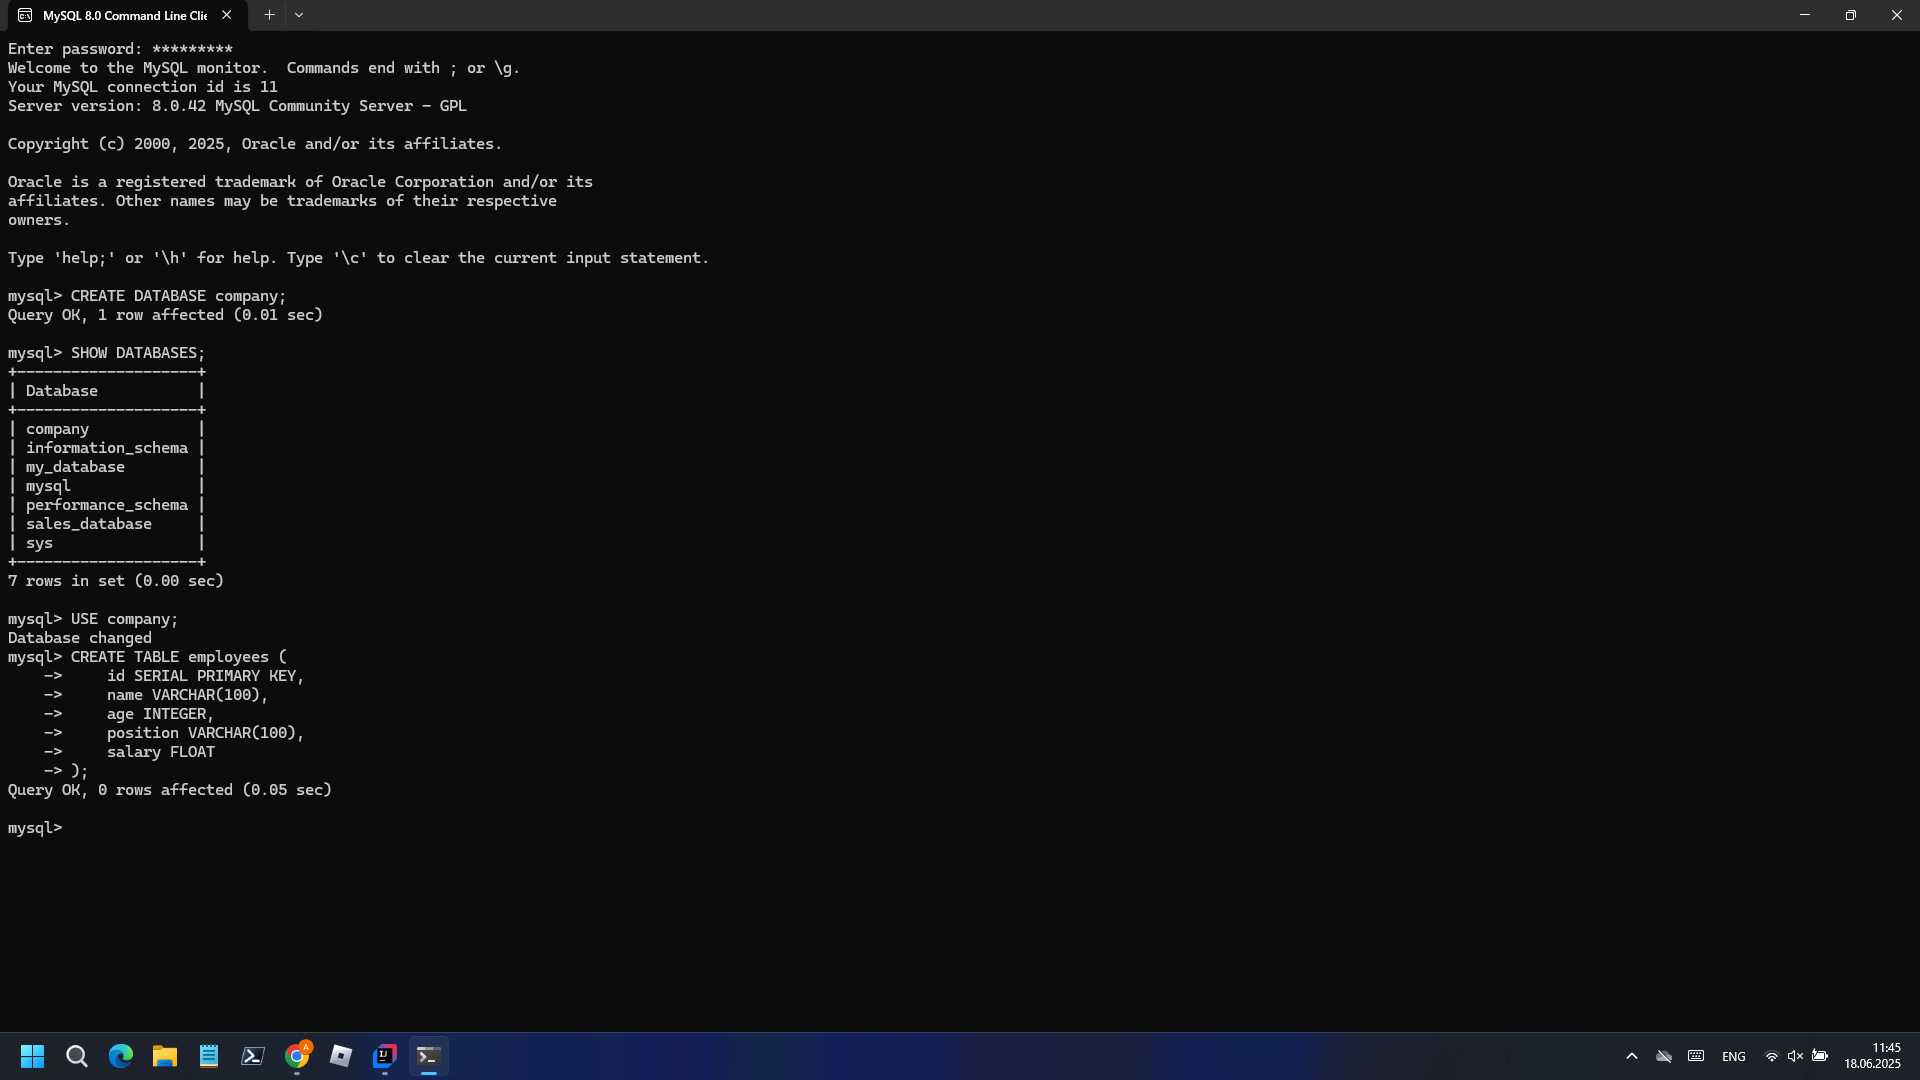 MySQL 8.0 Command Line Clie
Enter password: *********
Welcome to the MySQL monitor.  Commands end with ; or \g.
Your MySQL connection id is 11
Server version: 8.0.42 MySQL Community Server - GPL
Copyright (c) 2000, 2025, Oracle and/or its affiliates.
Oracle is a registered trademark of Oracle Corporation and/or its
affiliates. Other names may be trademarks of their respective
owners.
Type 'help;' or '\h' for help. Type '\c' to clear the current input statement.
mysql> CREATE DATABASE company;
Query OK, 1 row affected (0.01 sec)
mysql> SHOW DATABASES;
+--------------------+
| Database           |
+--------------------+
| company            |
| information_schema |
| my_database        |
| mysql              |
| performance_schema |
| sales_database     |
| sys                |
+--------------------+
7 rows in set (0.00 sec)
mysql> USE company;
Database changed
mysql> CREATE TABLE employees (
    ->     id SERIAL PRIMARY KEY,
    ->     name VARCHAR(100),
    ->     age INTEGER,
    ->     position VARCHAR(100),
    ->     salary FLOAT
    -> );
Query OK, 0 rows affected (0.05 sec)
mysql>
A
IJ
ENG
11:45
18.06.2025